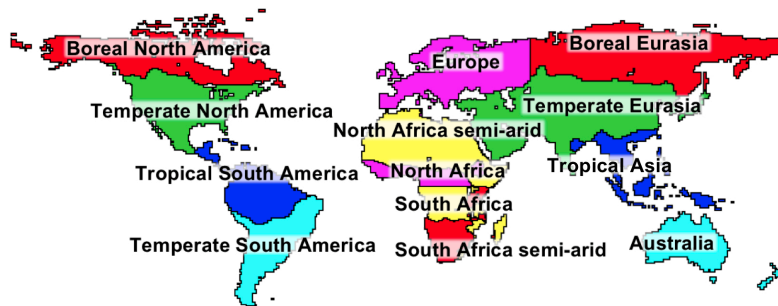 Boreal North America
Boreal Eurasia
Europe
Temperate North America
Temperate Eurasia
North Africa semi-arid
Tropical South America
North Africa
Tropical Asia
South Africa
Temperate South America
South Africa semi-arid
Australia